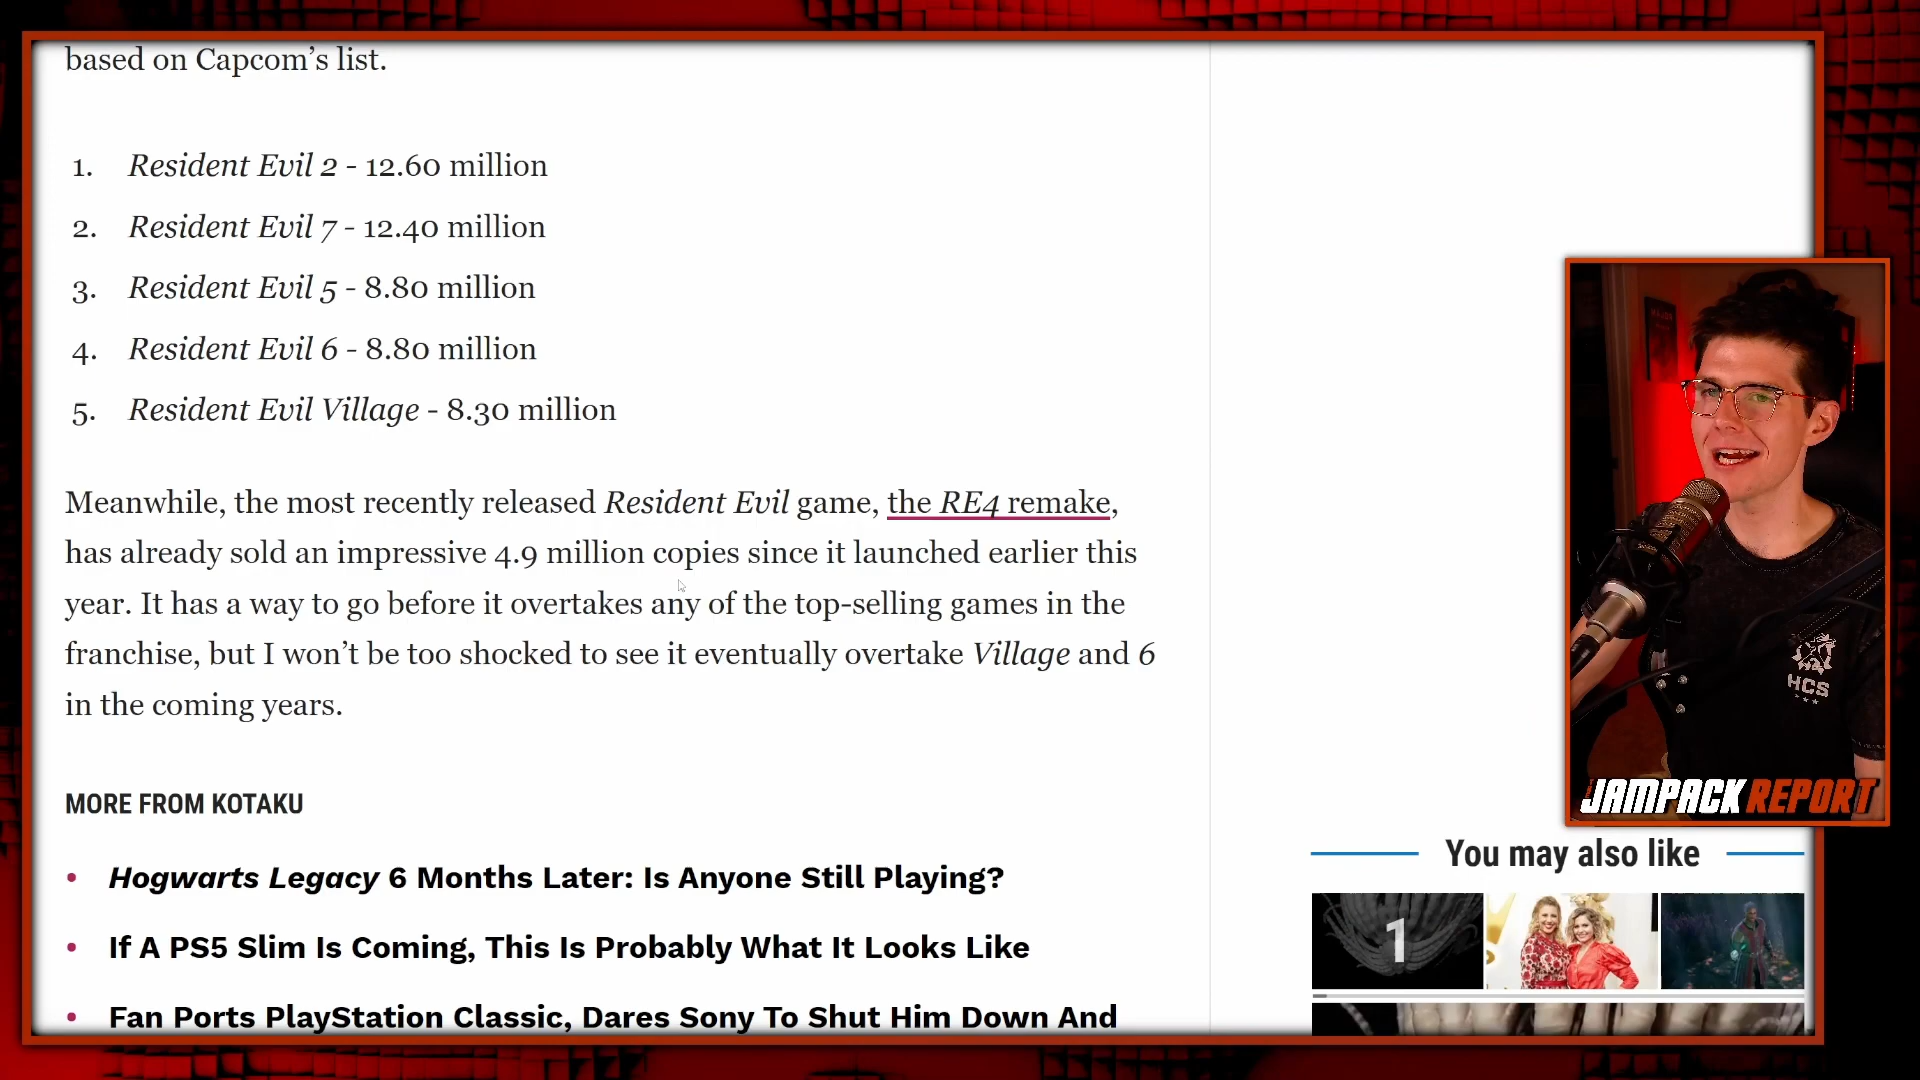 based on Capcom’s list.
1. Resident Evil 2 - 12.60 million
2. Resident Evil 7 - 12.40 million
3. Resident Evil 5 - 8.80 million
4. Resident Evil 6 - 8.80 million
5. Resident Evil Village - 8.30 million
Meanwhile, the most recently released Resident Evil game, the RE4 remake,
has already sold an impressive 4.9 million copies since it launched earlier this
year. It has a way to go before it overtakes any of the top-selling games in the
franchise, but I won’t be too shocked to see it eventually overtake Village and 6
in the coming years.
MORE FROM KOTAKU
• Hogwarts Legacy 6 Months Later: Is Anyone Still Playing?
• If A PS5 Slim Is Coming, This Is Probably What It Looks Like
• Fan Ports PlayStation Classic, Dares Sony To Shut Him Down And
HCS
JAMPACK REPORT
You may also like
1